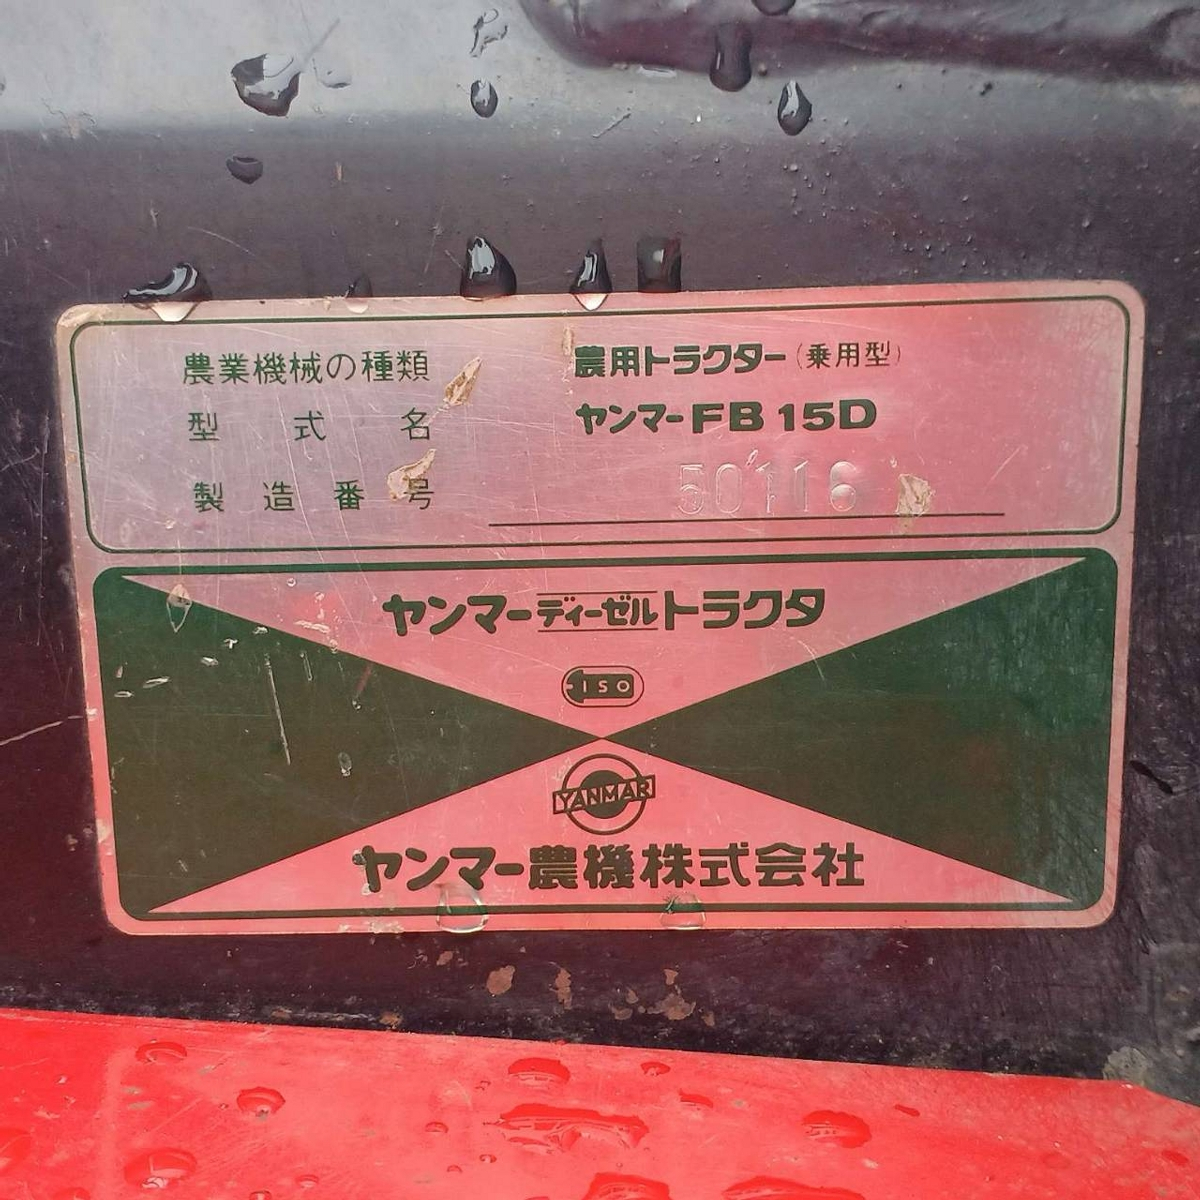 農業機械の種類 農用トラクター(乗用型)
型式名 ヤンマーFB15D
製造番号 50116
ヤンマーディーゼルトラクタ
ISO
YANMAR
ヤンマー農機株式会社